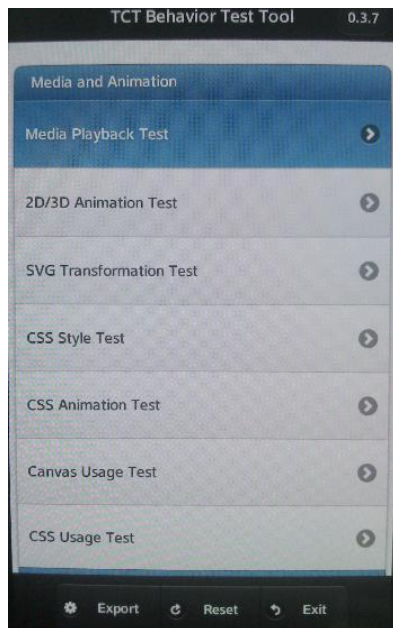 TCT Behavior Test Tool 0.3.7
Media and Animation
Media Playback Test
2D/3D Animation Test
SVG Transformation Test
CSS Style Test
CSS Animation Test
Canvas Usage Test
CSS Usage Test
Export Reset Exit